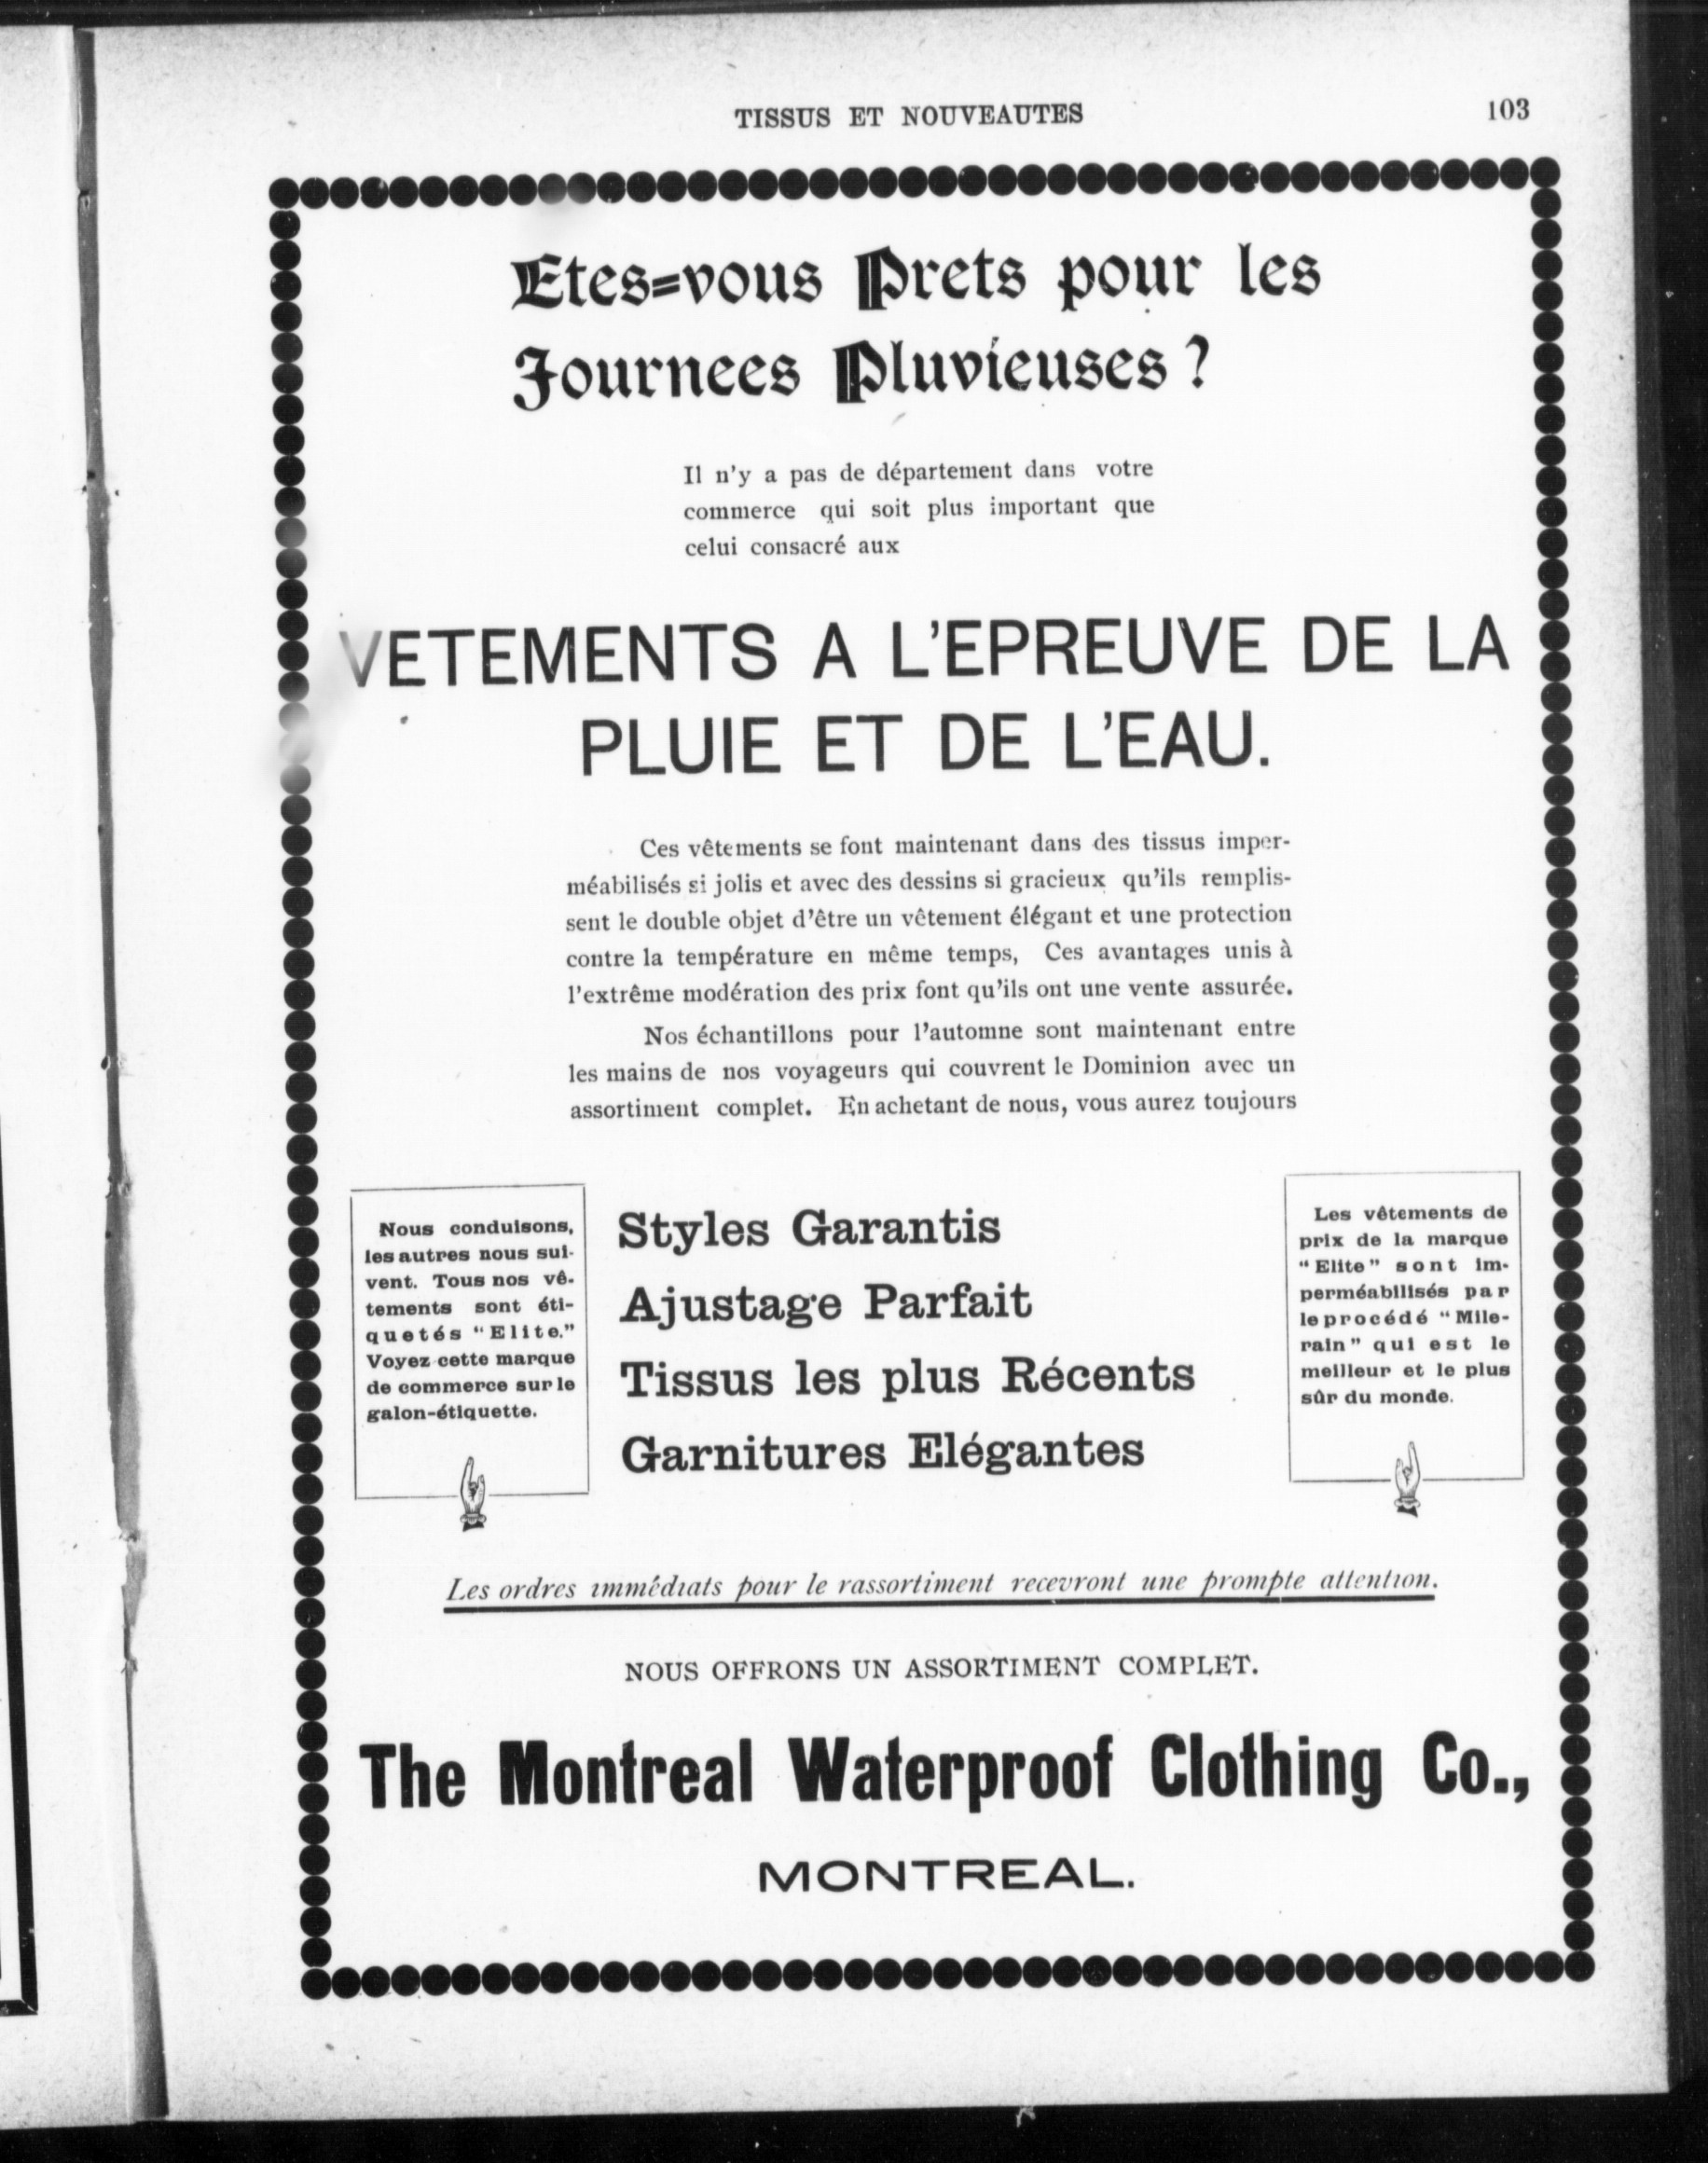 TISSUS ET NOUVEAUTES
103
Etes-vous Prets pour les
Journees Pluvieuses ?
Il n'y a pas de département dans votre
commerce qui soit plus important que
celui consacré aux
VETEMENTS A L'EPREUVE DE LA
PLUIE ET DE L'EAU.
Ces vêtements se font maintenant dans des tissus imper-
méabilisés si jolis et avec des dessins si gracieux qu'ils remplis-
sent le double objet d'être un vêtement élégant et une protection
contre la température en même temps, Ces avantages unis à
l'extrême modération des prix font qu'ils ont une vente assurée.
Nos échantillons pour l'automne sont maintenant entre
les mains de nos voyageurs qui couvrent le Dominion avec un
assortiment complet. En achetant de nous, vous aurez toujours
Nous conduisons,
les autres nous sui-
vent. Tous nos vê-
tements sont éti-
quetés "Elite."
Voyez cette marque
de commerce sur le
galon-étiquette.
Styles Garantis
Ajustage Parfait
Tissus les plus Récents
Garnitures Elégantes
Les vêtements de
prix de la marque
"Elite" sont im-
perméabilisés par
le procédé "Mile-
rain" qui est le
meilleur et le plus
sûr du monde.
Les ordres immédiats pour le rassortiment recevront une prompte attention.
NOUS OFFRONS UN ASSORTIMENT COMPLET.
The Montreal Waterproof Clothing Co.,
MONTREAL.